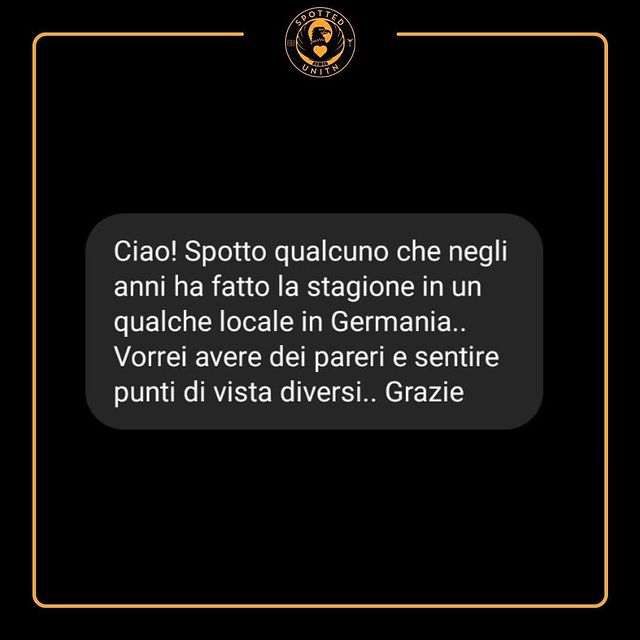 SPOTTED
UNITN
Ciao! Spotto qualcuno che negli
anni ha fatto la stagione in un
qualche locale in Germania..
Vorrei avere dei pareri e sentire
punti di vista diversi.. Grazie